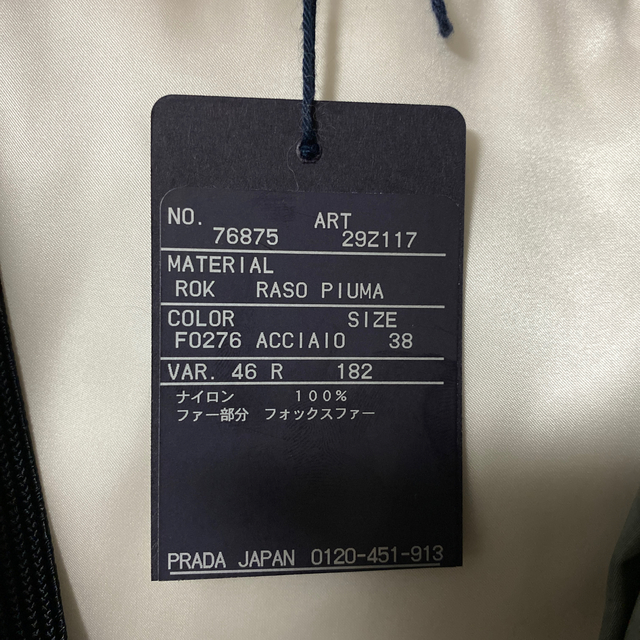 NO. ART
76875 29Z117
MATERIAL
ROK RASO PIUMA
COLOR SIZE
F0276 ACCIAIO 38
VAR. 46 R 182
ナイロン 100%
ファー部分 フォックスファー
PRADA JAPAN 0120-451-913